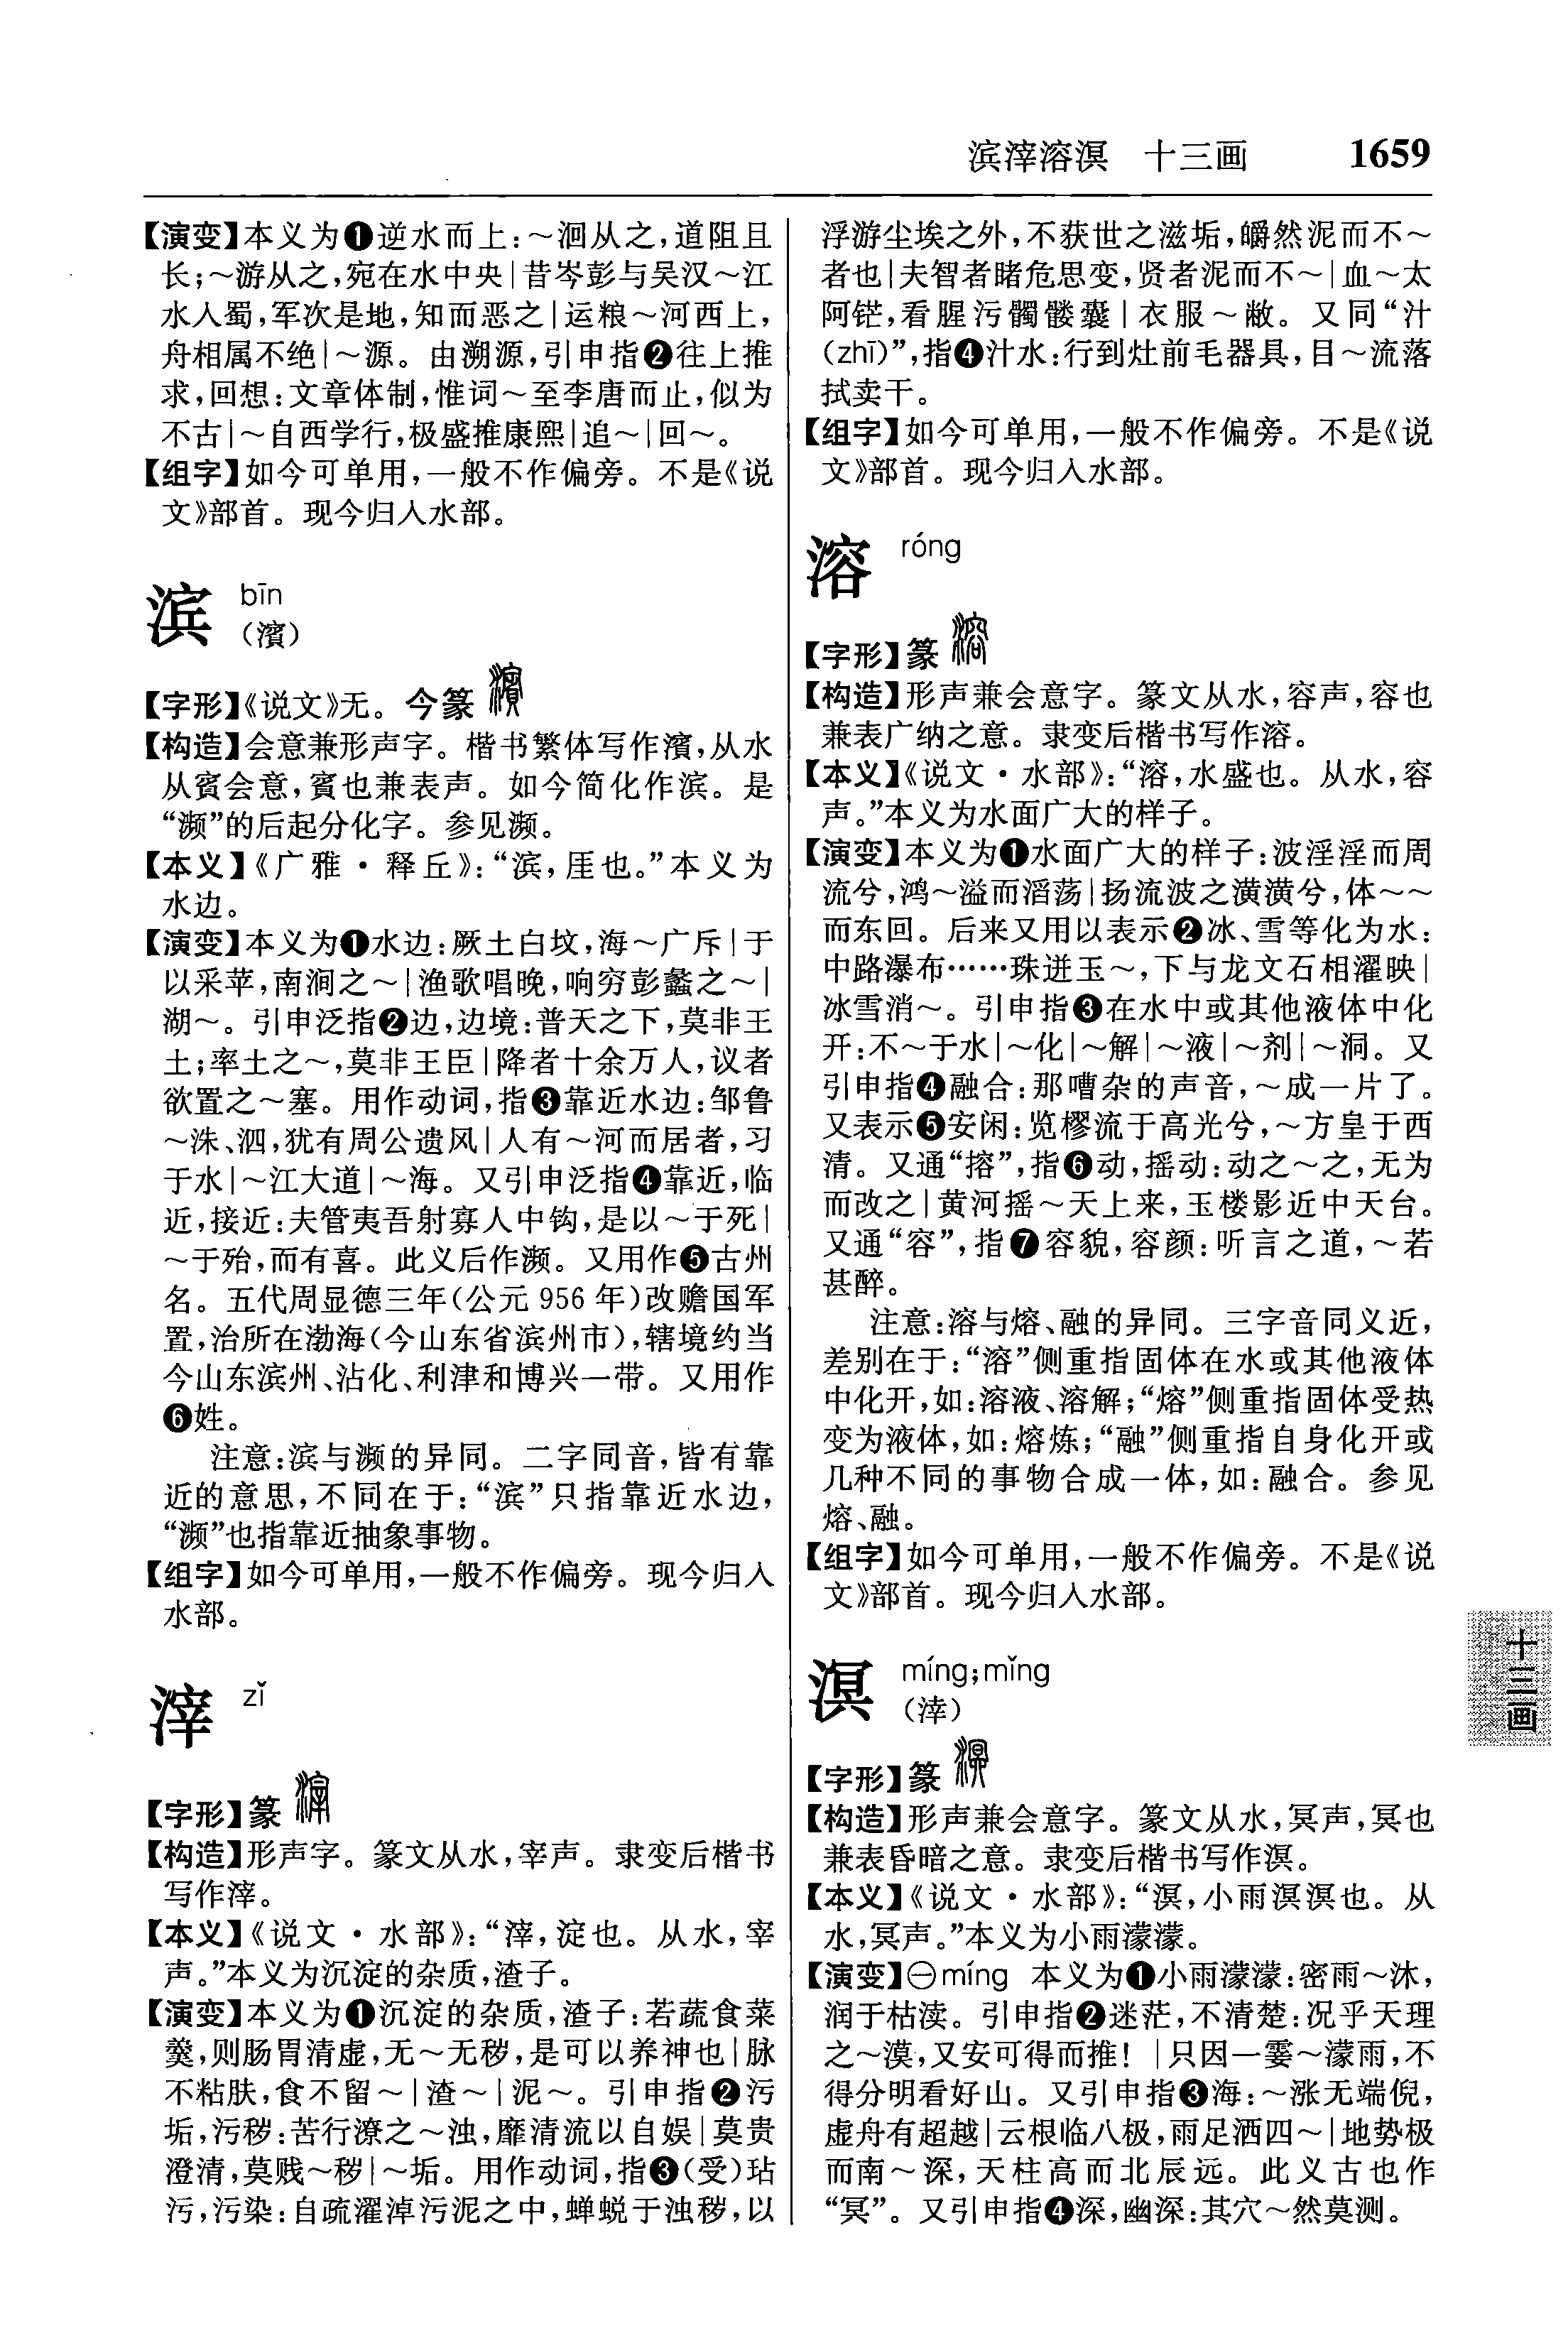 滨滓溶溟 十三画 1659
【演变】本义为❶逆水而上:～洄从之,道阻且
长;～游从之,宛在水中央|昔岑彭与吴汉～江
水入蜀,军次是地,知而恶之|运粮～河西上,
舟相属不绝|～源。由溯源,引申指❷往上推
求,回想:文章体制,惟词～至李唐而止,似为
不古|～自西学行,极盛推康熙|追～|回～。
【组字】如今可单用,一般不作偏旁。不是《说
文》部首。现今归入水部。
滨 bīn
(濱)
【字形】《说文》无。今篆
【构造】会意兼形声字。楷书繁体写作濱,从水
从賓会意,賓也兼表声。如今简化作滨。是
“濒”的后起分化字。参见濒。
【本义】《广雅·释丘》:“滨,厓也。”本义为
水边。
【演变】本义为❶水边:厥土白坟,海～广斥|于
以采苹,南涧之～|渔歌唱晚,响穷彭蠡之～|
湖～。引申泛指❷边,边境:普天之下,莫非王
土;率土之～,莫非王臣|降者十余万人,议者
欲置之～塞。用作动词,指❸靠近水边:邹鲁
～洙、泗,犹有周公遗风|人有～河而居者,习
于水|～江大道|～海。又引申泛指❹靠近,临
近,接近:夫管夷吾射寡人中钩,是以～于死|
～于殆,而有喜。此义后作濒。又用作❺古州
名。五代周显德三年(公元 956 年)改赡国军
置,治所在渤海(今山东省滨州市),辖境约当
今山东滨州、沾化、利津和博兴一带。又用作
❻姓。
注意:滨与濒的异同。二字同音,皆有靠
近的意思,不同在于:“滨”只指靠近水边,
“濒”也指靠近抽象事物。
【组字】如今可单用,一般不作偏旁。现今归入
水部。
滓 zǐ
【字形】篆
【构造】形声字。篆文从水,宰声。隶变后楷书
写作滓。
【本义】《说文·水部》:“滓,淀也。从水,宰
声。”本义为沉淀的杂质,渣子。
【演变】本义为❶沉淀的杂质,渣子:若蔬食菜
羹,则肠胃清虚,无～无秽,是可以养神也|脉
不粘肤,食不留～|渣～|泥～。引申指❷污
垢,污秽:苦行潦之～浊,靡清流以自娱|莫贵
澄清,莫贱～秽|～垢。用作动词,指❸(受)玷
污,污染:自疏濯淖污泥之中,蝉蜕于浊秽,以
浮游尘埃之外,不获世之滋垢,皭然泥而不～
者也|夫智者睹危思变,贤者泥而不～|血～太
阿铓,看腥污髑髅囊|衣服～敝。又同“汁
(zhī)”,指❹汁水:行到灶前毛器具,目～流落
拭卖干。
【组字】如今可单用,一般不作偏旁。不是《说
文》部首。现今归入水部。
溶 róng
【字形】篆
【构造】形声兼会意字。篆文从水,容声,容也
兼表广纳之意。隶变后楷书写作溶。
【本义】《说文·水部》:“溶,水盛也。从水,容
声。”本义为水面广大的样子。
【演变】本义为❶水面广大的样子:波淫淫而周
流兮,鸿～溢而滔荡|扬流波之潢潢兮,体～～
而东回。后来又用以表示❷冰、雪等化为水:
中路瀑布……珠迸玉～,下与龙文石相濯映|
冰雪消～。引申指❸在水中或其他液体中化
开:不～于水|～化|～解|～液|～剂|～洞。又
引申指❹融合:那嘈杂的声音,～成一片了。
又表示❺安闲:览樛流于高光兮,～方皇于西
清。又通“搈”,指❻动,摇动:动之～之,无为
而改之|黄河摇～天上来,玉楼影近中天台。
又通“容”,指❼容貌,容颜:听言之道,～若
甚醉。
注意:溶与熔、融的异同。三字音同义近,
差别在于:“溶”侧重指固体在水或其他液体
中化开,如:溶液、溶解;“熔”侧重指固体受热
变为液体,如:熔炼;“融”侧重指自身化开或
几种不同的事物合成一体,如:融合。参见
熔、融。
【组字】如今可单用,一般不作偏旁。不是《说
文》部首。现今归入水部。
溟 míng;mǐng
(涬)
【字形】篆
【构造】形声兼会意字。篆文从水,冥声,冥也
兼表昏暗之意。隶变后楷书写作溟。
【本义】《说文·水部》:“溟,小雨溟溟也。从
水,冥声。”本义为小雨濛濛。
【演变】㊀míng 本义为❶小雨濛濛:密雨～沐,
润于枯渎。引申指❷迷茫,不清楚:况乎天理
之～漠,又安可得而推!|只因一霎～濛雨,不
得分明看好山。又引申指❸海:～涨无端倪,
虚舟有超越|云根临八极,雨足洒四～|地势极
而南～深,天柱高而北辰远。此义古也作
“冥”。又引申指❹深,幽深:其穴～然莫测。
十三画